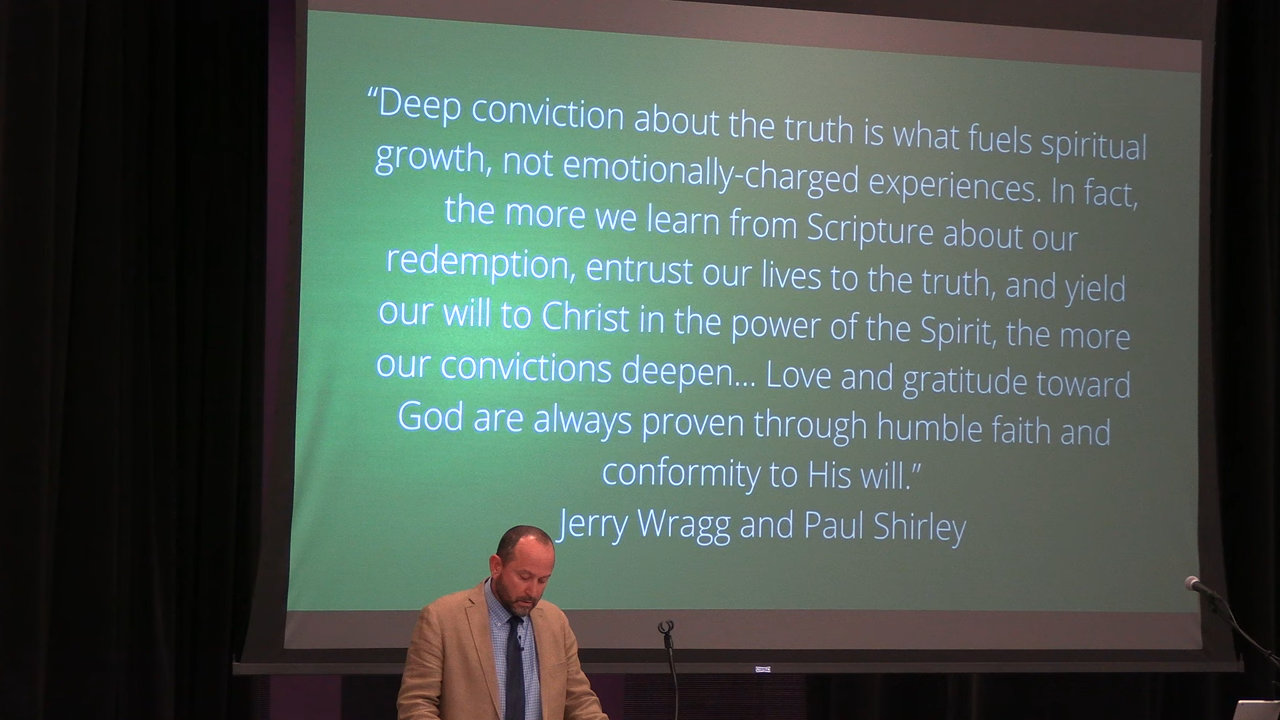 “Deep conviction about the truth is what fuels spiritual
growth, not emotionally-charged experiences. In fact,
the more we learn from Scripture about our
redemption, entrust our lives to the truth, and yield
our will to Christ in the power of the Spirit, the more
our convictions deepen... Love and gratitude toward
God are always proven through humble faith and
conformity to His will.”
Jerry Wragg and Paul Shirley